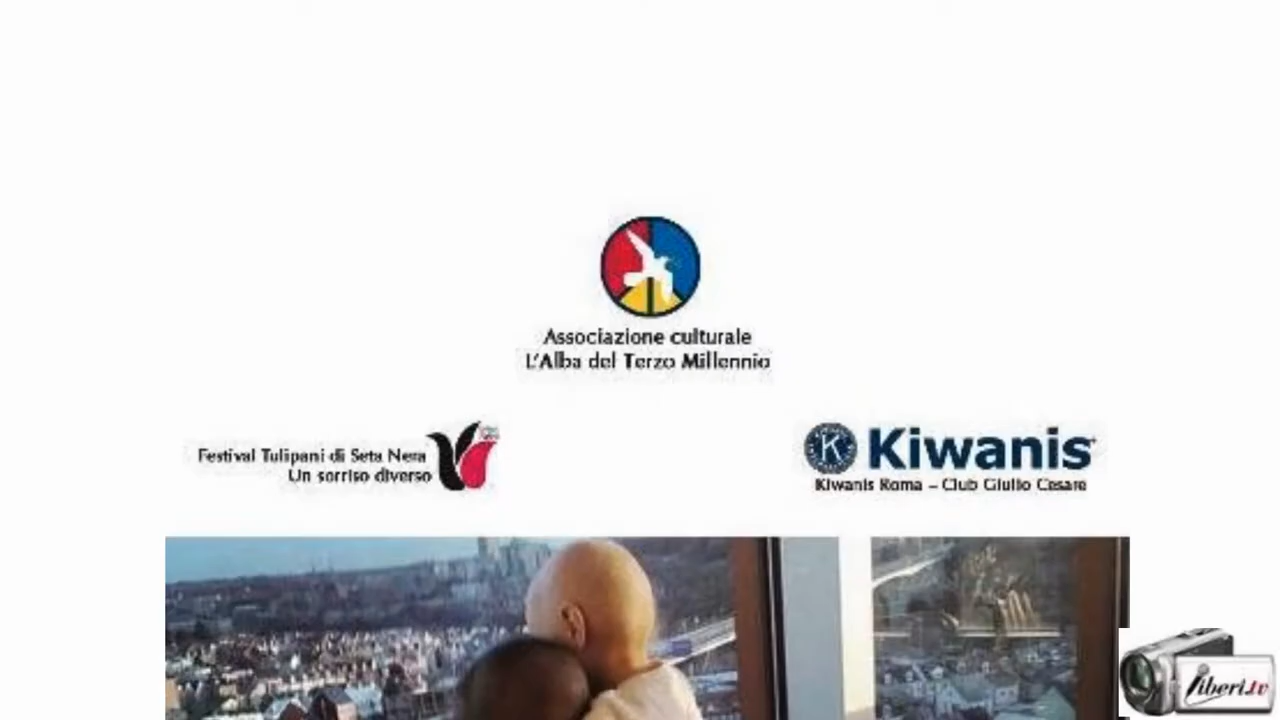 Associazione culturale
L'Alba del Terzo Millennio
Festival Tulipani di Seta Nera
Un sorriso diverso
K Kiwanis
Kiwanis Roma – Club Giulio Cesare
liberi.tv